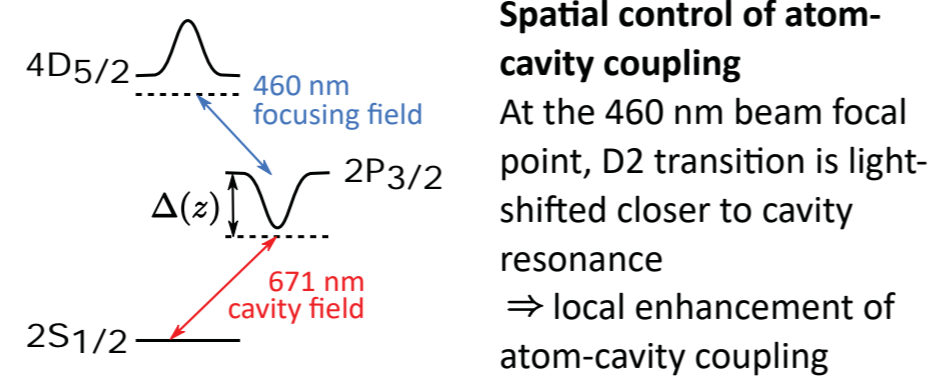 4D5/2
460 nm
focusing field
2P3/2
Δ(z)
671 nm
cavity field
2S1/2
Spatial control of atom-
cavity coupling
At the 460 nm beam focal
point, D2 transition is light-
shifted closer to cavity
resonance
⇒ local enhancement of
atom-cavity coupling